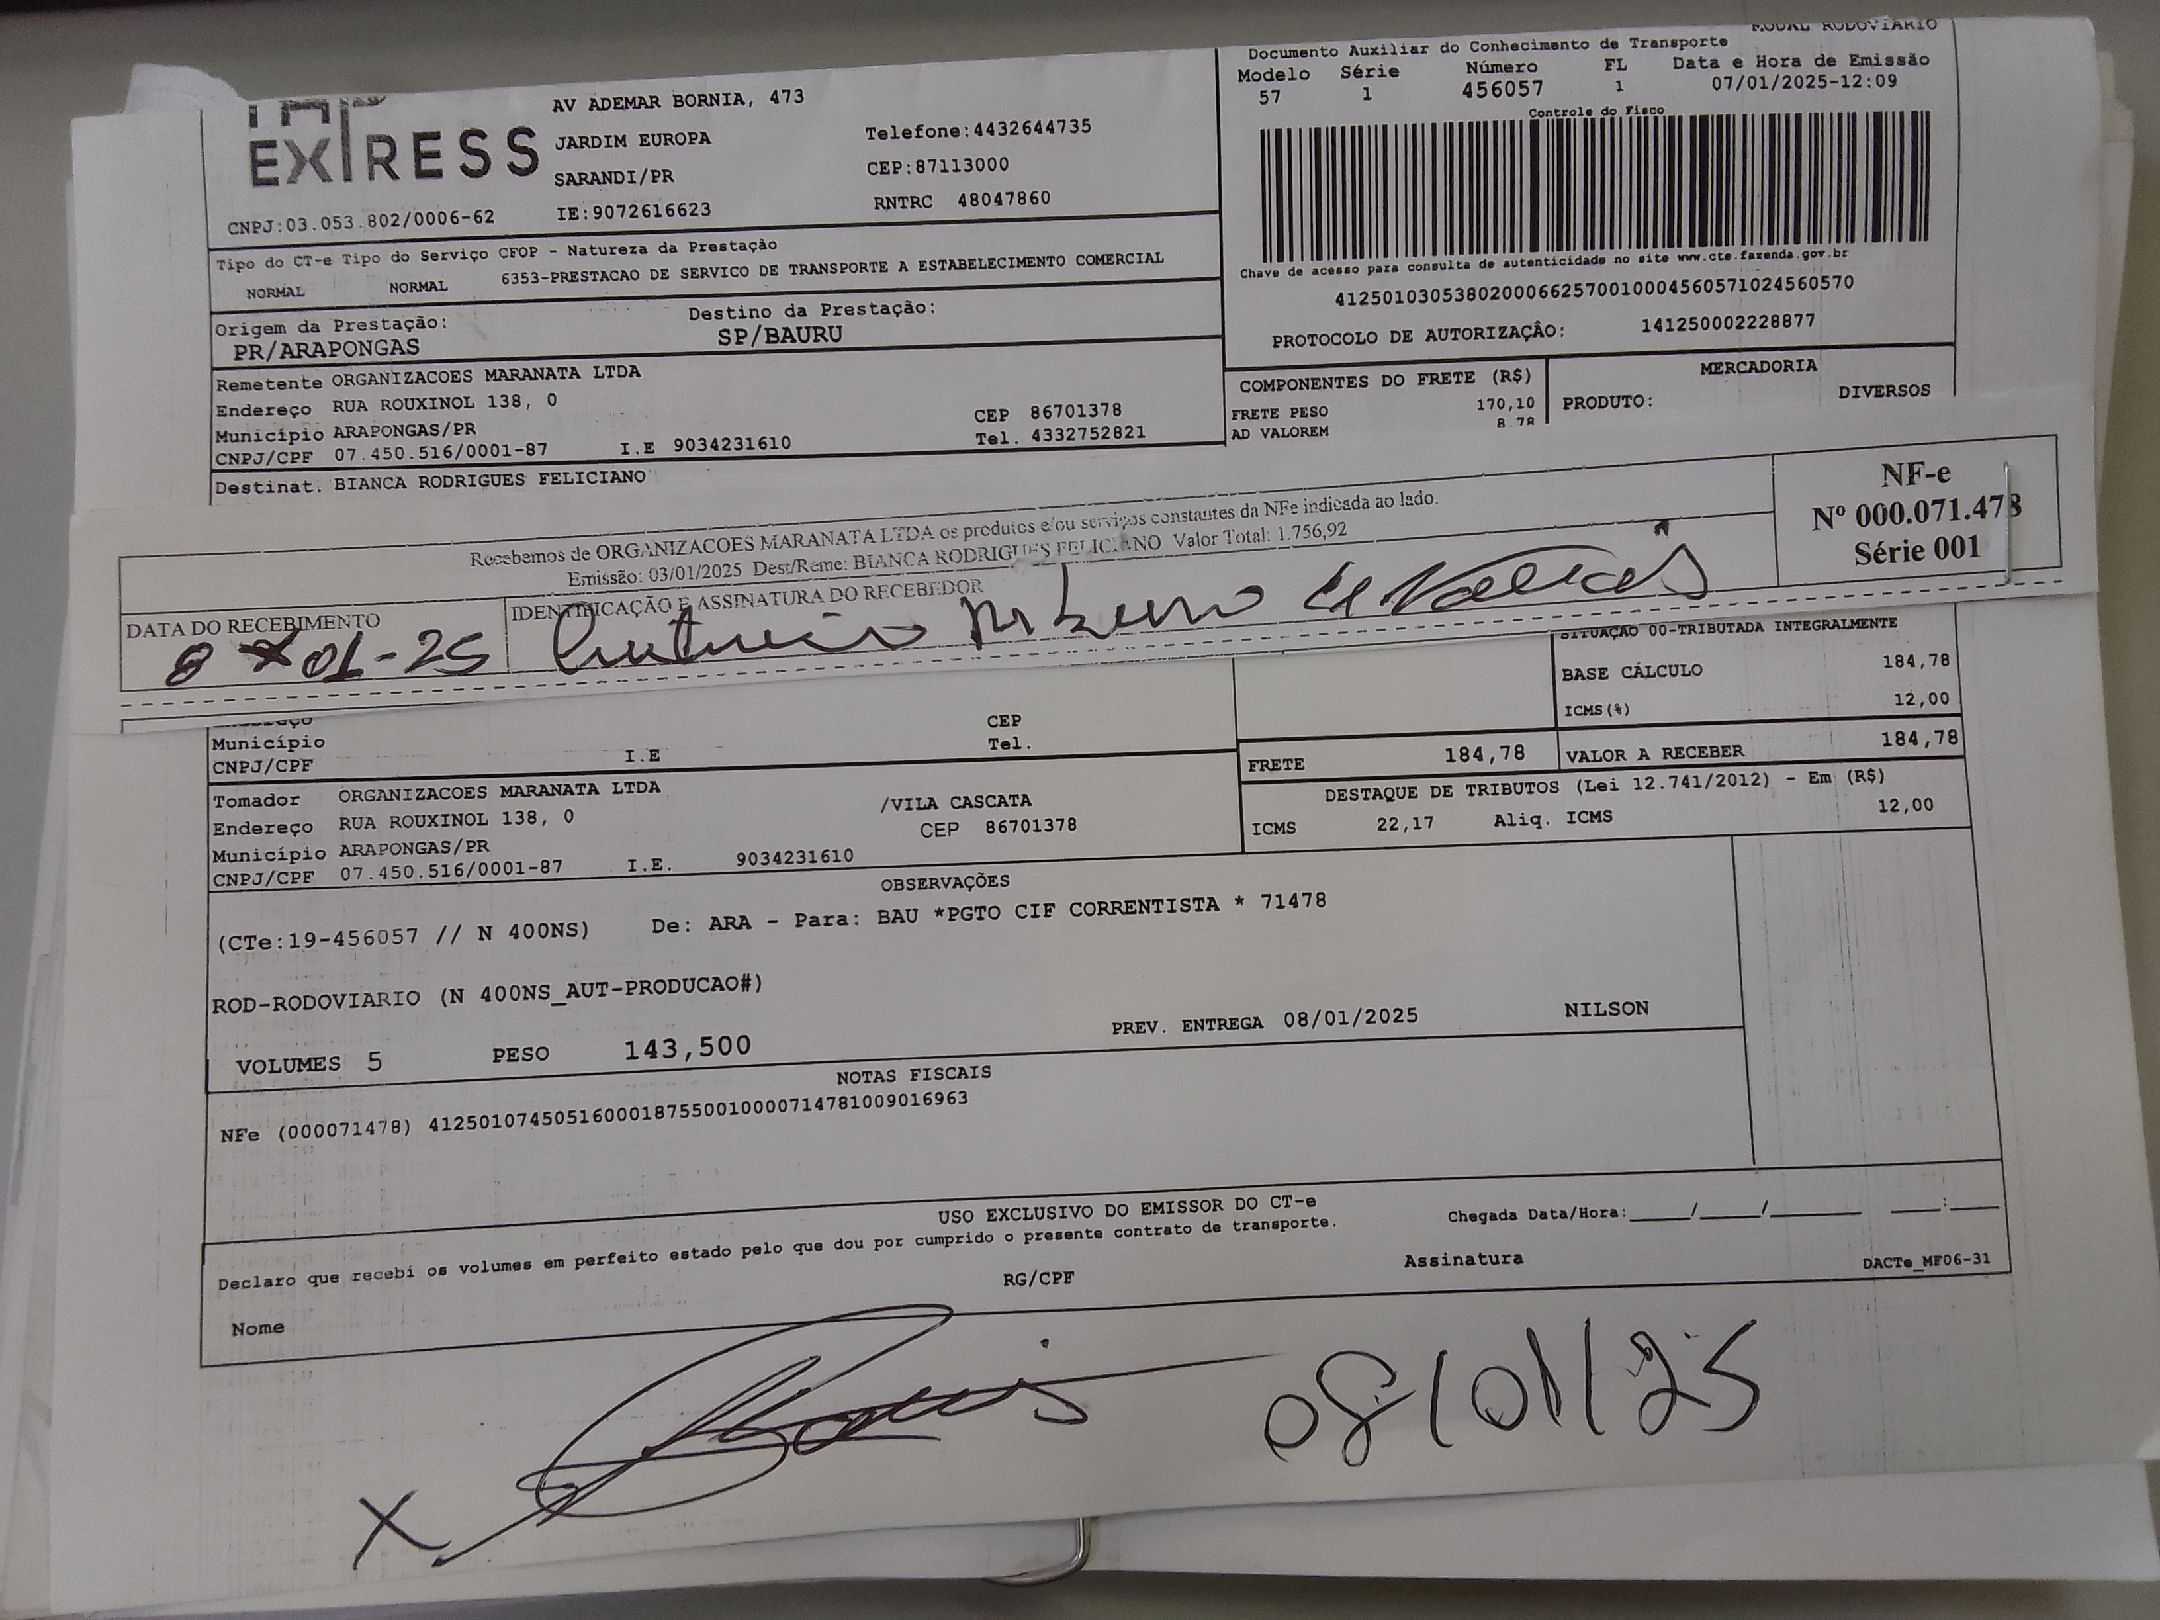 MODAL RODOVIÁRIO
Documento Auxiliar do Conhecimento de Transporte
Modelo Série Número FL Data e Hora de Emissão
57 1 456057 1 07/01/2025-12:09
Controle do Fisco
EXPRESS
AV ADEMAR BORNIA, 473
JARDIM EUROPA Telefone:4432644735
SARANDI/PR CEP:87113000
CNPJ:03.053.802/0006-62 IE:9072616623 RNTRC 48047860
Tipo do CT-e Tipo do Serviço CFOP - Natureza da Prestação
NORMAL NORMAL 6353-PRESTACAO DE SERVICO DE TRANSPORTE A ESTABELECIMENTO COMERCIAL
Chave de acesso para consulta de autenticidade no site www.cte.fazenda.gov.br
41250103053802000662570010004560571024560570
PROTOCOLO DE AUTORIZAÇÂO: 141250002228877
Origem da Prestação: Destino da Prestação:
PR/ARAPONGAS SP/BAURU
Remetente ORGANIZACOES MARANATA LTDA
Endereço RUA ROUXINOL 138, 0 CEP 86701378
Município ARAPONGAS/PR Tel. 4332752821
CNPJ/CPF 07.450.516/0001-87 I.E 9034231610
Destinat. BIANCA RODRIGUES FELICIANO
COMPONENTES DO FRETE (R$) MERCADORIA
FRETE PESO 170,10 PRODUTO: DIVERSOS
AD VALOREM 8,78
Recebemos de ORGANIZACOES MARANATA LTDA os produtos e/ou serviços constantes da NFe indicada ao lado.
Emissão: 03/01/2025 Dest/Reme: BIANCA RODRIGUES FELICIANO Valor Total: 1.756,92
NF-e
Nº 000.071.478
Série 001
DATA DO RECEBIMENTO IDENTIFICAÇÃO E ASSINATURA DO RECEBEDOR
8 01-25
SITUAÇÃO 00-TRIBUTADA INTEGRALMENTE
BASE CÁLCULO 184,78
ICMS(%) 12,00
FRETE 184,78 VALOR A RECEBER 184,78
Endereço CEP
Município Tel.
CNPJ/CPF I.E
DESTAQUE DE TRIBUTOS (Lei 12.741/2012) - Em (R$)
ICMS 22,17 Aliq. ICMS 12,00
Tomador ORGANIZACOES MARANATA LTDA
Endereço RUA ROUXINOL 138, 0 /VILA CASCATA
Município ARAPONGAS/PR CEP 86701378
CNPJ/CPF 07.450.516/0001-87 I.E. 9034231610
OBSERVAÇÕES
(CTe:19-456057 // N 400NS) De: ARA - Para: BAU *PGTO CIF CORRENTISTA * 71478
ROD-RODOVIARIO (N 400NS_AUT-PRODUCAO#)
VOLUMES 5 PESO 143,500 PREV. ENTREGA 08/01/2025 NILSON
NOTAS FISCAIS
NFe (000071478) 41250107450516000187550010000714781009016963
USO EXCLUSIVO DO EMISSOR DO CT-e
Declaro que recebi os volumes em perfeito estado pelo que dou por cumprido o presente contrato de transporte.
Chegada Data/Hora:____/____/______ ___:___
Nome RG/CPF Assinatura DACTe_MF06-31
X 08/01/25